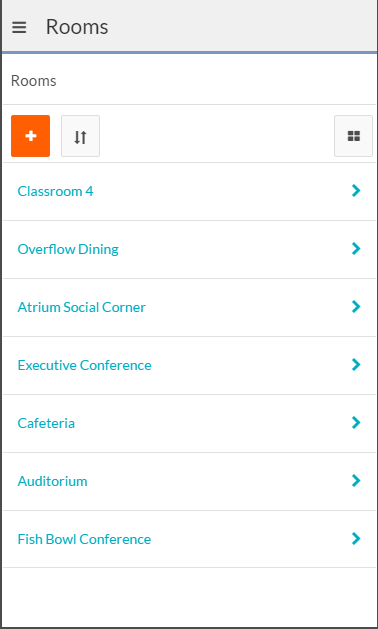 Rooms
Rooms
Classroom 4
Overflow Dining
Atrium Social Corner
Executive Conference
Cafeteria
Auditorium
Fish Bowl Conference